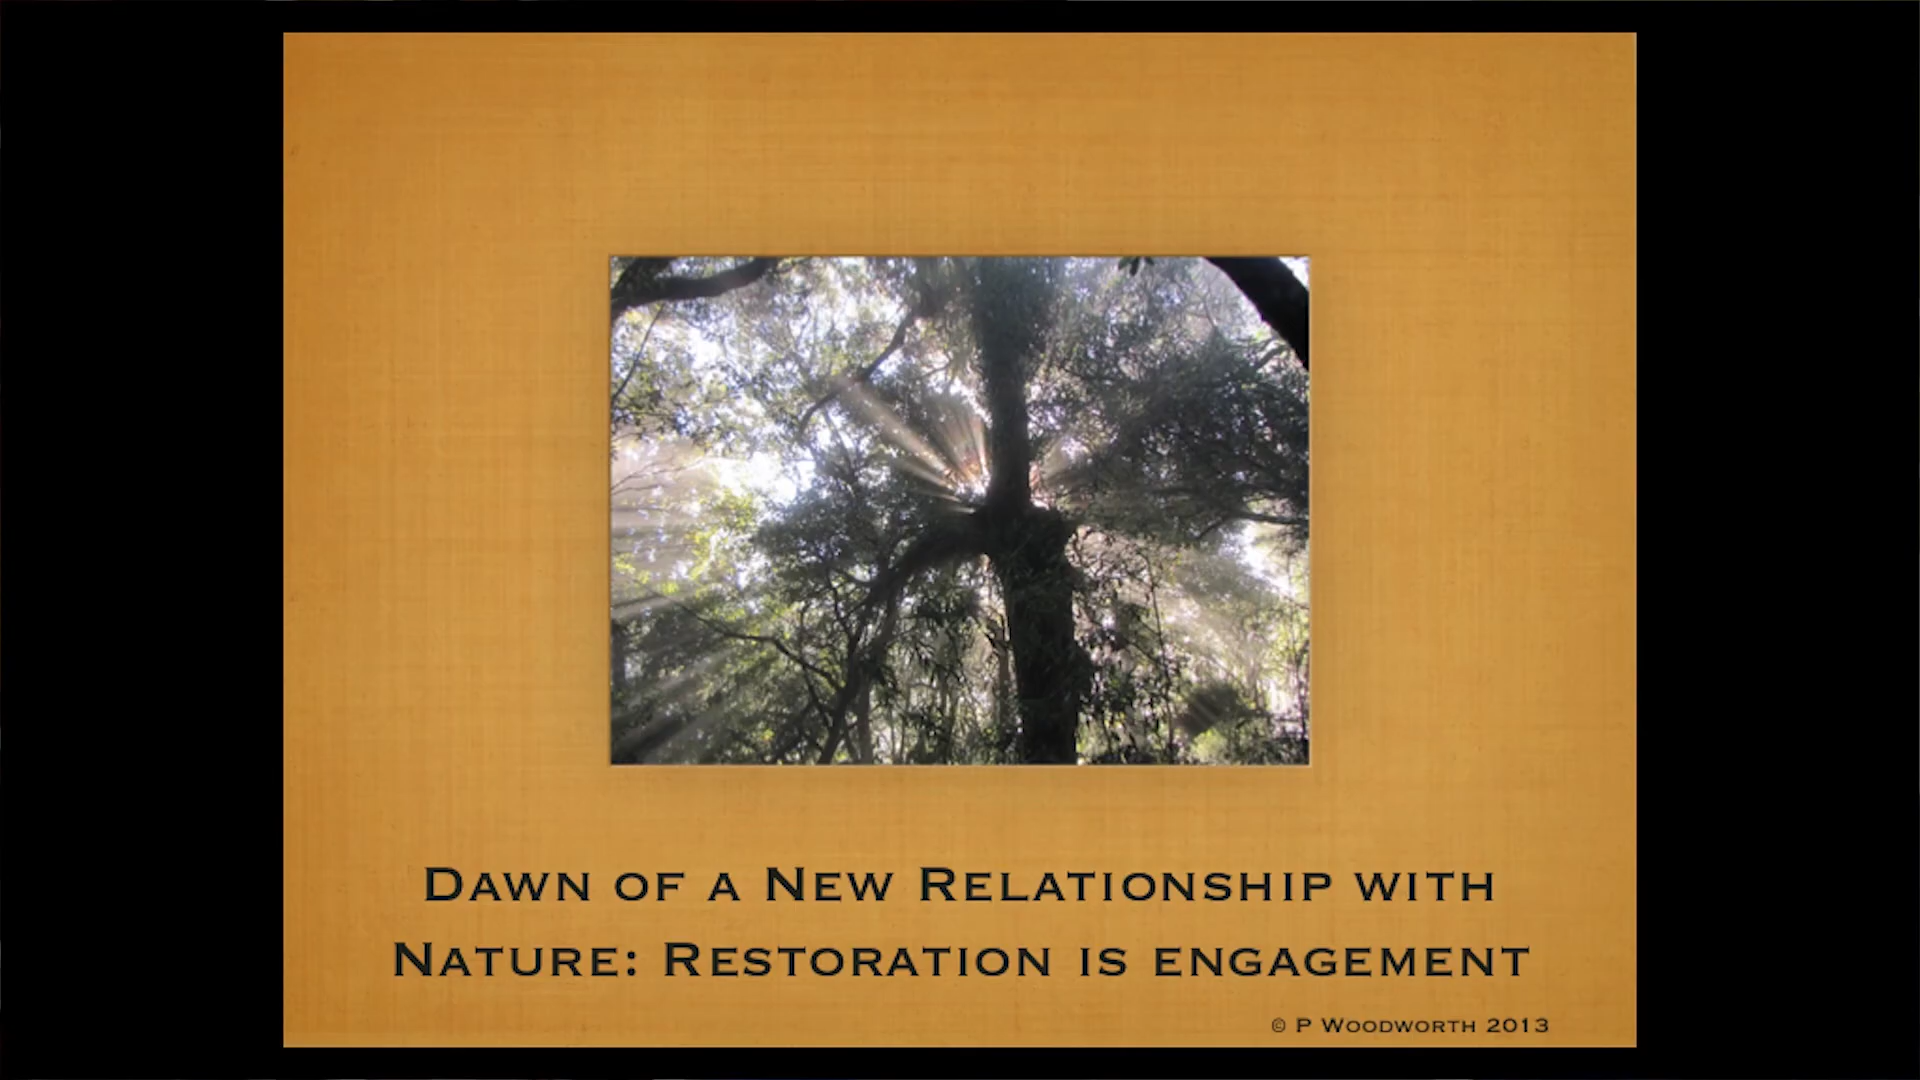 Dawn of a New Relationship with
Nature: Restoration is engagement
© P Woodworth 2013